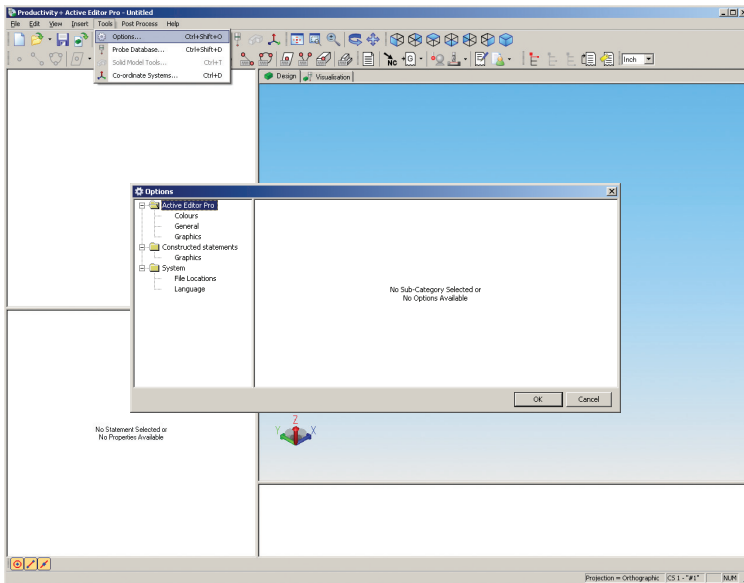 Productivity+ Active Editor Pro - Untitled
File Edit View Insert Tools Post Process Help
Options... Ctrl+Shift+O
Probe Database... Ctrl+Shift+D
Solid Model Tools... Ctrl+T
Co-ordinate Systems... Ctrl+D
NC
G
Inch
Design Visualisation
Options
Active Editor Pro
Colours
General
Graphics
Constructed statements
Graphics
System
File Locations
Language
No Sub-Category Selected or
No Options Available
OK Cancel
No Statement Selected or
No Properties Available
Z
Y X
Projection = Orthographic CS 1 - "#1" NUM